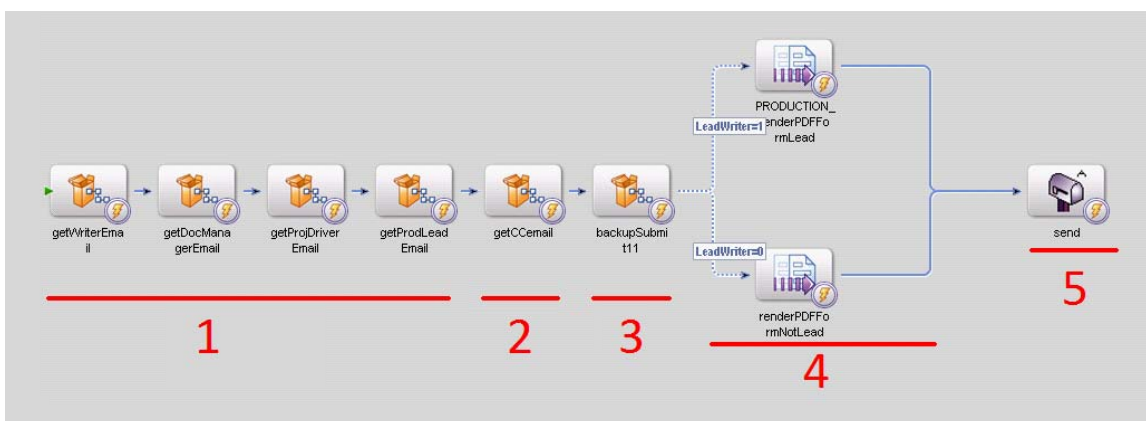 PRODUCTION_
renderPDFFo
rmLead
LeadWriter=1
getWriterEma
il
getDocMana
gerEmail
getProjDriver
Email
getProdLead
Email
getCCemail
backupSubmi
t11
send
LeadWriter=0
renderPDFFo
rmNotLead
1
2
3
4
5